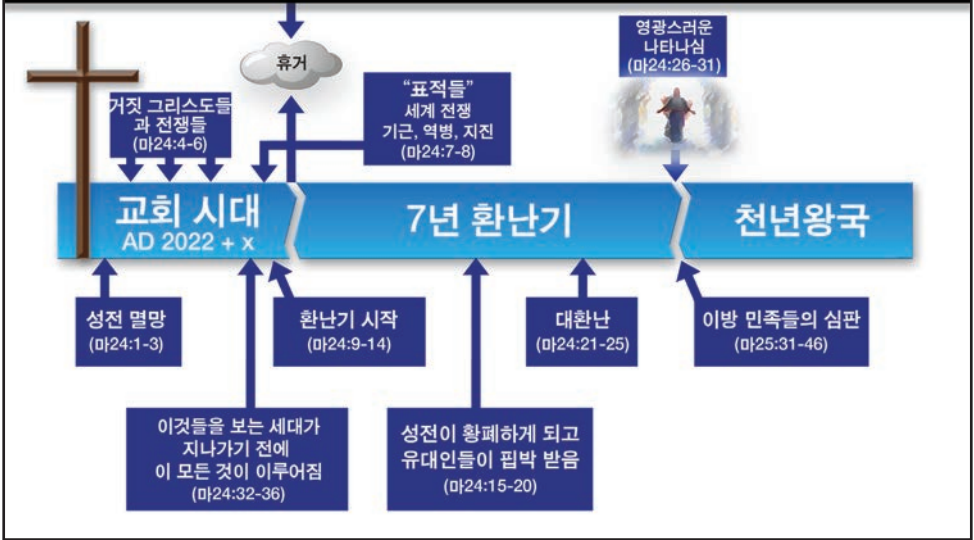 영광스러운
나타나심
(마24:26-31)
휴거
“표적들”
세계 전쟁
기근, 역병, 지진
(마24:7-8)
거짓 그리스도들
과 전쟁들
(마24:4-6)
교회 시대
AD 2022 + x
7년 환난기
천년왕국
성전 멸망
(마24:1-3)
환난기 시작
(마24:9-14)
대환난
(마24:21-25)
이방 민족들의 심판
(마25:31-46)
이것들을 보는 세대가
지나가기 전에
이 모든 것이 이루어짐
(마24:32-36)
성전이 황폐하게 되고
유대인들이 핍박 받음
(마24:15-20)